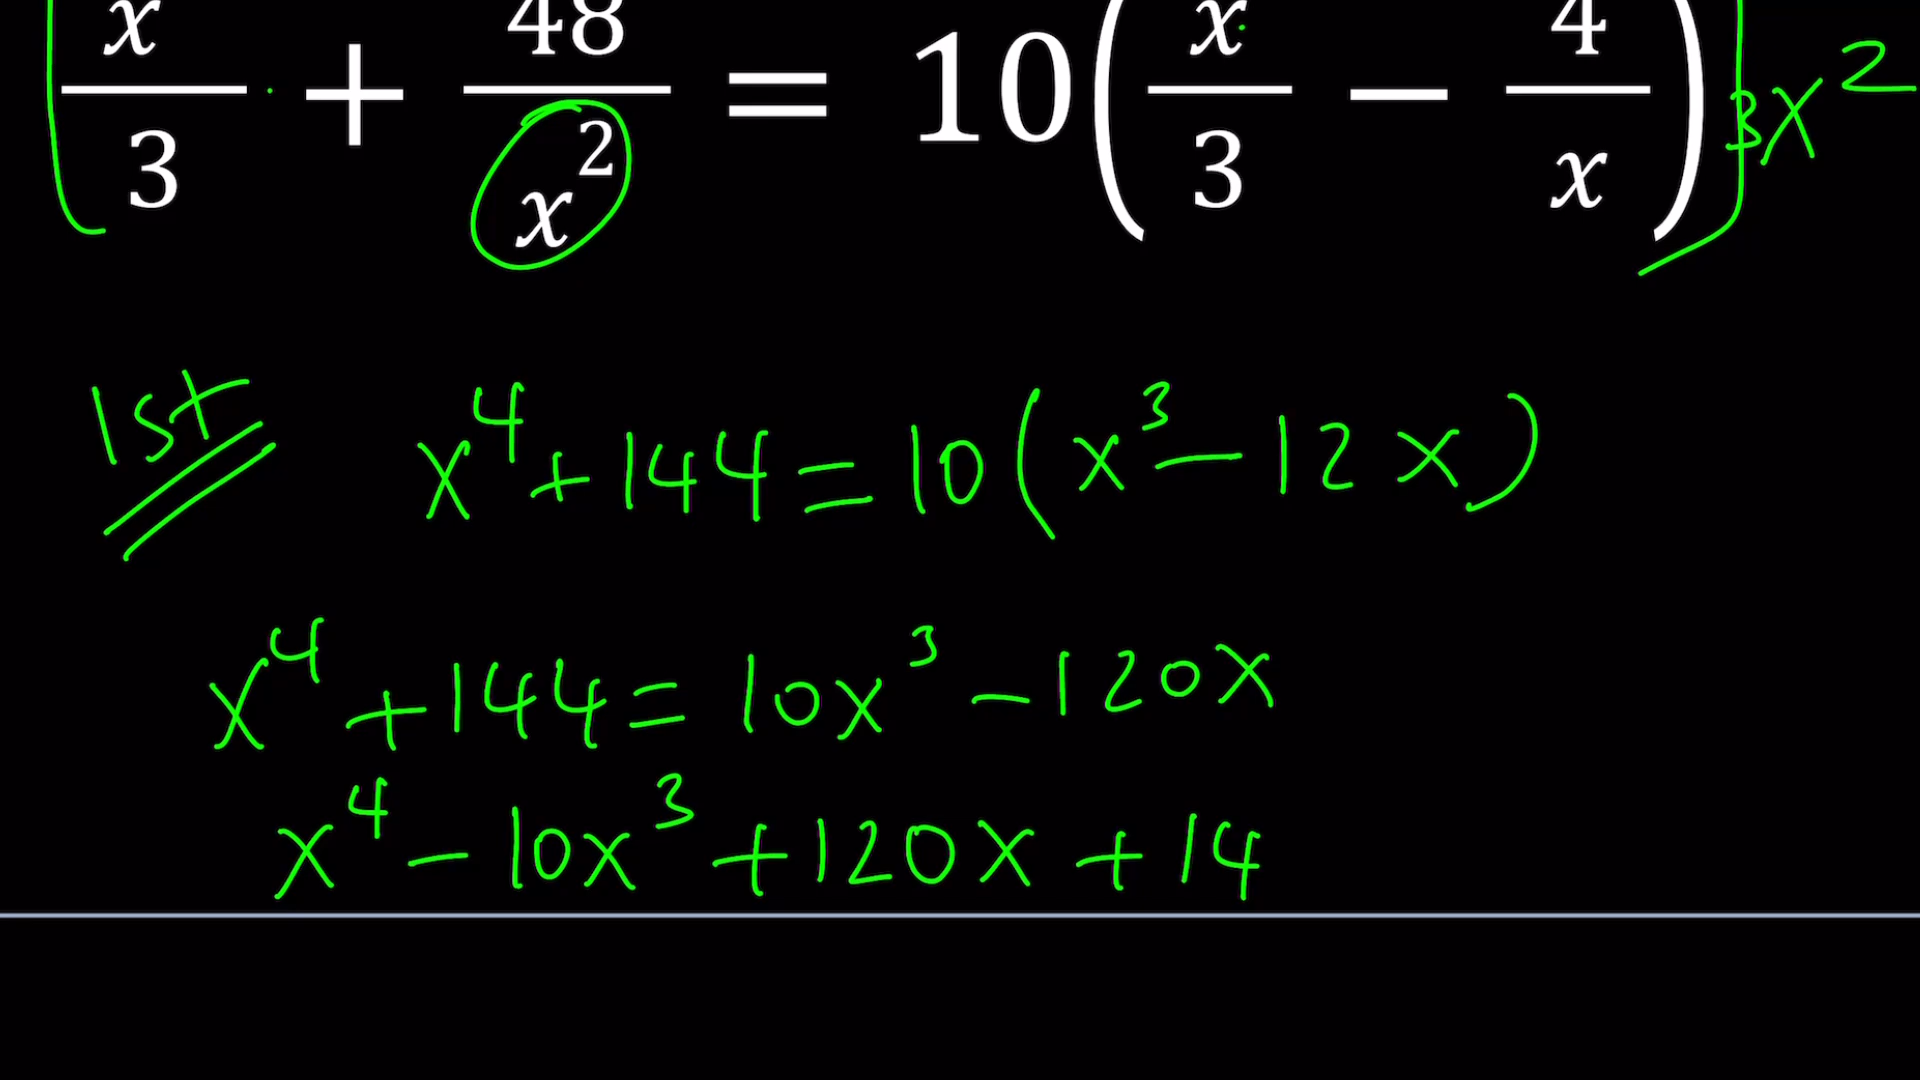 x/3 + 48/x² = 10(x/3 − 4/x) 3x²
1st x⁴ + 144 = 10(x³ − 12x)
x⁴ + 144 = 10x³ − 120x
x⁴ − 10x³ + 120x + 14